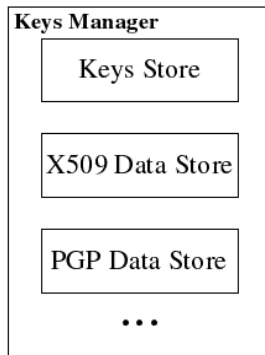 Keys Manager
Keys Store
X509 Data Store
PGP Data Store
...